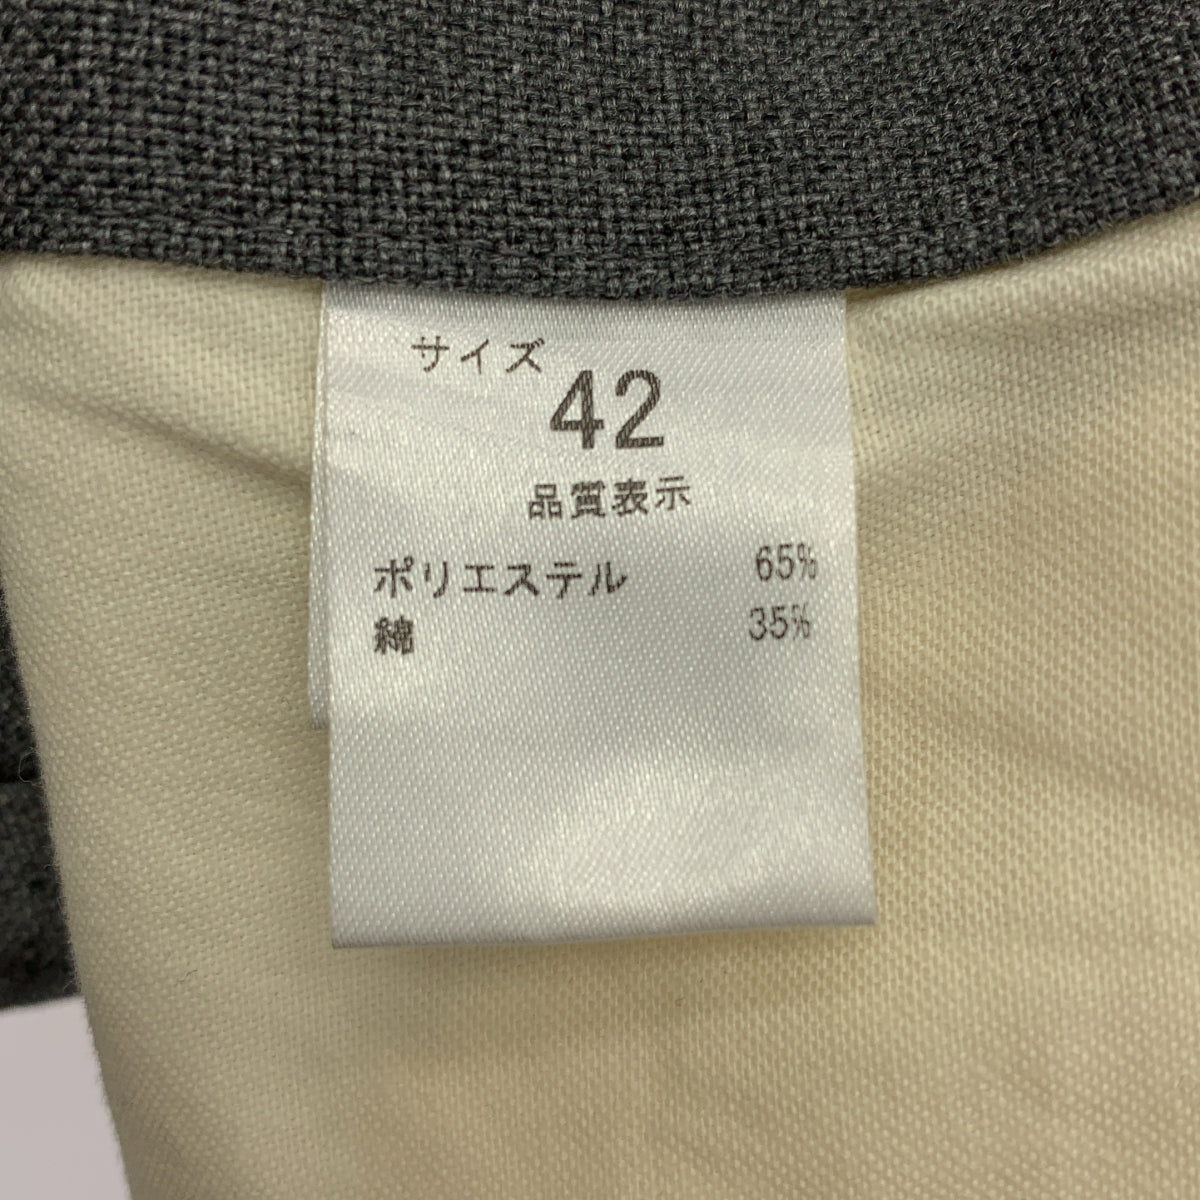 サイズ
42
品質表示
ポリエステル 65%
綿 35%